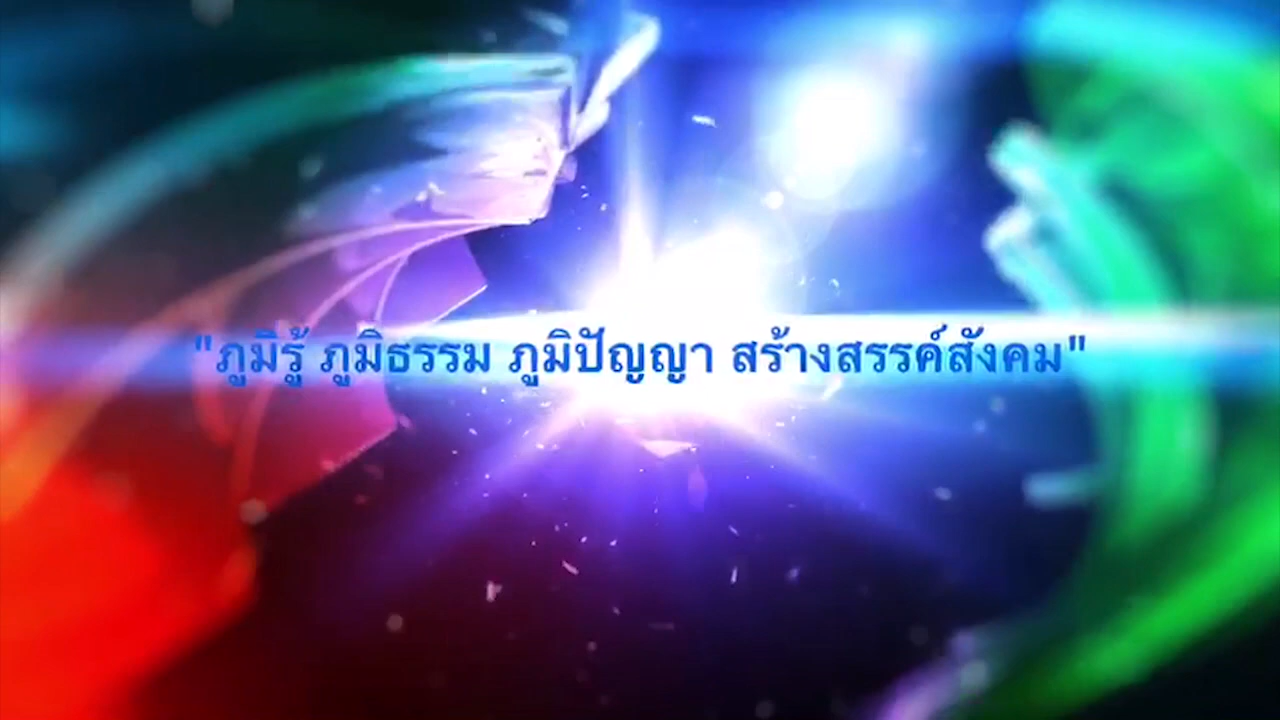 "ภูมิรู้ ภูมิธรรม ภูมิปัญญา สร้างสรรค์สังคม"